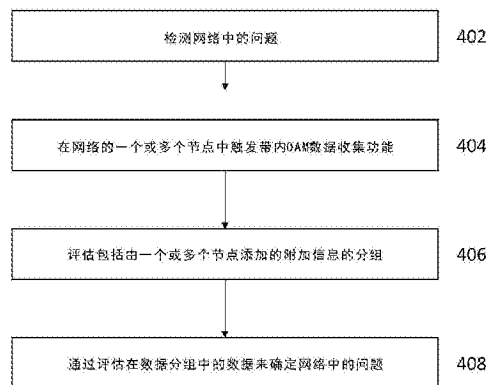 检测网络中的问题
402
在网络的一个或多个节点中触发带内OAM数据收集功能
404
评估包括由一个或多个节点添加的附加信息的分组
406
通过评估在数据分组中的数据来确定网络中的问题
408